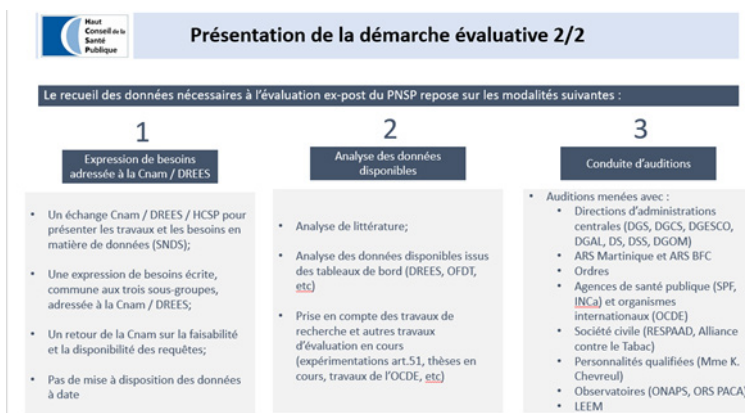 Haut
Conseil de la
Santé
Publique
Présentation de la démarche évaluative 2/2
Le recueil des données nécessaires à l'évaluation ex-post du PNSP repose sur les modalités suivantes :
1
Expression de besoins
adressée à la Cnam / DREES
• Un échange Cnam / DREES / HCSP pour
présenter les travaux et les besoins en
matière de données (SNDS);
• Une expression de besoins écrite,
commune aux trois sous-groupes,
adressée à la Cnam / DREES;
• Un retour de la Cnam sur la faisabilité
et la disponibilité des requêtes;
• Pas de mise à disposition des données
à date
2
Analyse des données
disponibles
• Analyse de littérature;
• Analyse des données disponibles issus
des tableaux de bord (DREES, OFDT,
etc)
• Prise en compte des travaux de
recherche et autres travaux
d'évaluation en cours
(expérimentations art.51, thèses en
cours, travaux de l'OCDE, etc)
3
Conduite d'auditions
• Auditions menées avec :
• Directions d'administrations
centrales (DGS, DGCS, DGESCO,
DGAL, DS, DSS, DGOM)
• ARS Martinique et ARS BFC
• Ordres
• Agences de santé publique (SPF,
INCa) et organismes
internationaux (OCDE)
• Société civile (RESPAAD, Alliance
contre le Tabac)
• Personnalités qualifiées (Mme K.
Chevreul)
• Observatoires (ONAPS, ORS PACA)
• LEEM